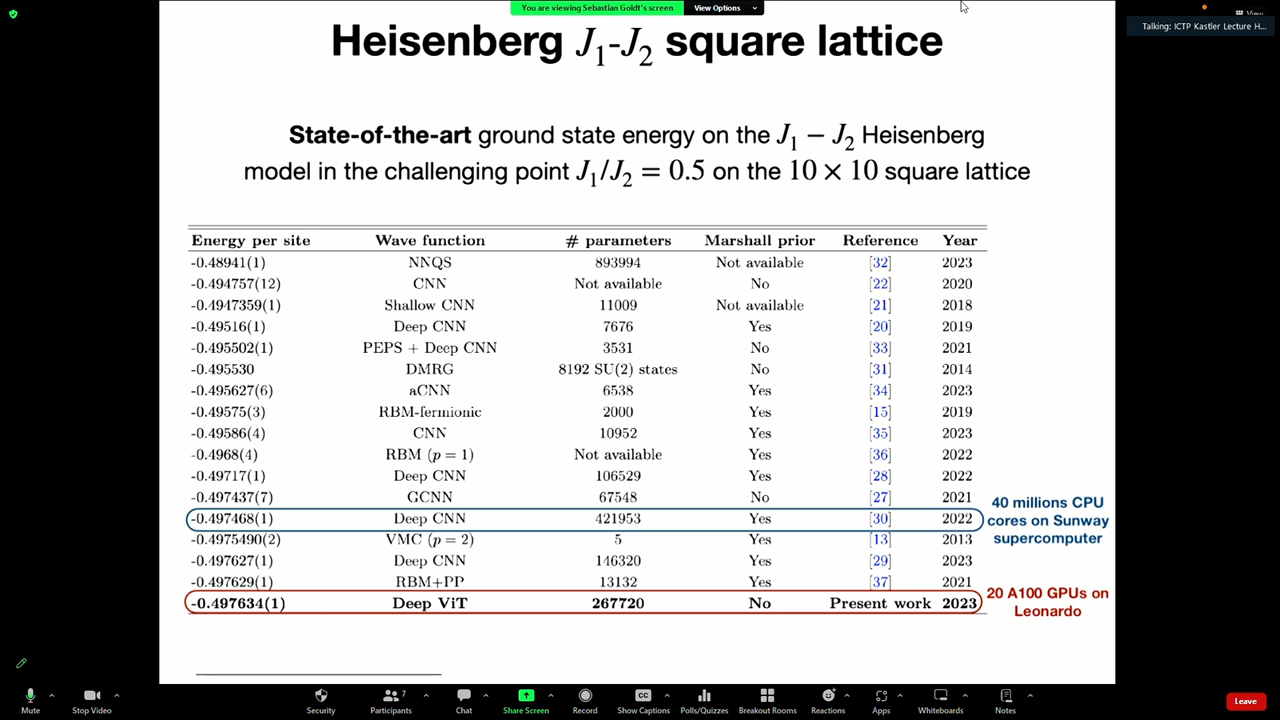 You are viewing Sebastian Goldt's screen
View Options
View
Talking: ICTP Kastler Lecture H...
Heisenberg J1-J2 square lattice
State-of-the-art ground state energy on the J1 − J2 Heisenberg
model in the challenging point J1/J2 = 0.5 on the 10 × 10 square lattice
Energy per site Wave function # parameters Marshall prior Reference Year
-0.48941(1) NNQS 893994 Not available [32] 2023
-0.494757(12) CNN Not available No [22] 2020
-0.4947359(1) Shallow CNN 11009 Not available [21] 2018
-0.49516(1) Deep CNN 7676 Yes [20] 2019
-0.495502(1) PEPS + Deep CNN 3531 No [33] 2021
-0.495530 DMRG 8192 SU(2) states No [31] 2014
-0.495627(6) aCNN 6538 Yes [34] 2023
-0.49575(3) RBM-fermionic 2000 Yes [15] 2019
-0.49586(4) CNN 10952 Yes [35] 2023
-0.4968(4) RBM (p = 1) Not available Yes [36] 2022
-0.49717(1) Deep CNN 106529 Yes [28] 2022
-0.497437(7) GCNN 67548 No [27] 2021
-0.497468(1) Deep CNN 421953 Yes [30] 2022
-0.4975490(2) VMC (p = 2) 5 Yes [13] 2013
-0.497627(1) Deep CNN 146320 Yes [29] 2023
-0.497629(1) RBM+PP 13132 Yes [37] 2021
-0.497634(1) Deep ViT 267720 No Present work 2023
40 millions CPU
cores on Sunway
supercomputer
20 A100 GPUs on
Leonardo
Mute
Stop Video
Security
Participants 7
Chat
Share Screen
Record
CC
Show Captions
Polls/Quizzes
Breakout Rooms
Reactions
Apps
Whiteboards
Notes
Leave